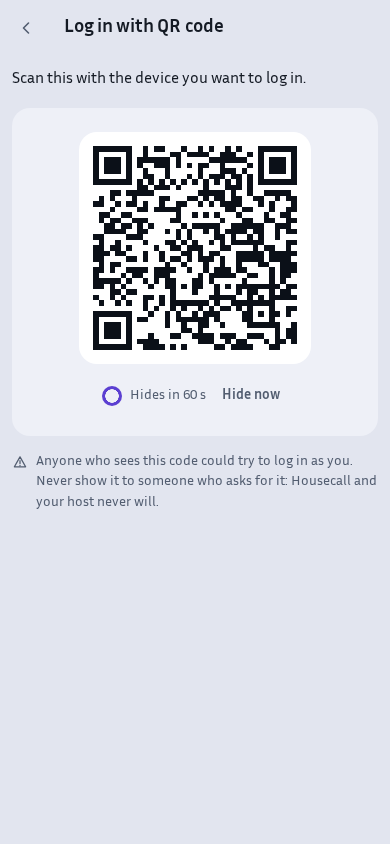 Log in with QR code
Scan this with the device you want to log in.
Hides in 60 s Hide now
Anyone who sees this code could try to log in as you.
Never show it to someone who asks for it: Housecall and
your host never will.